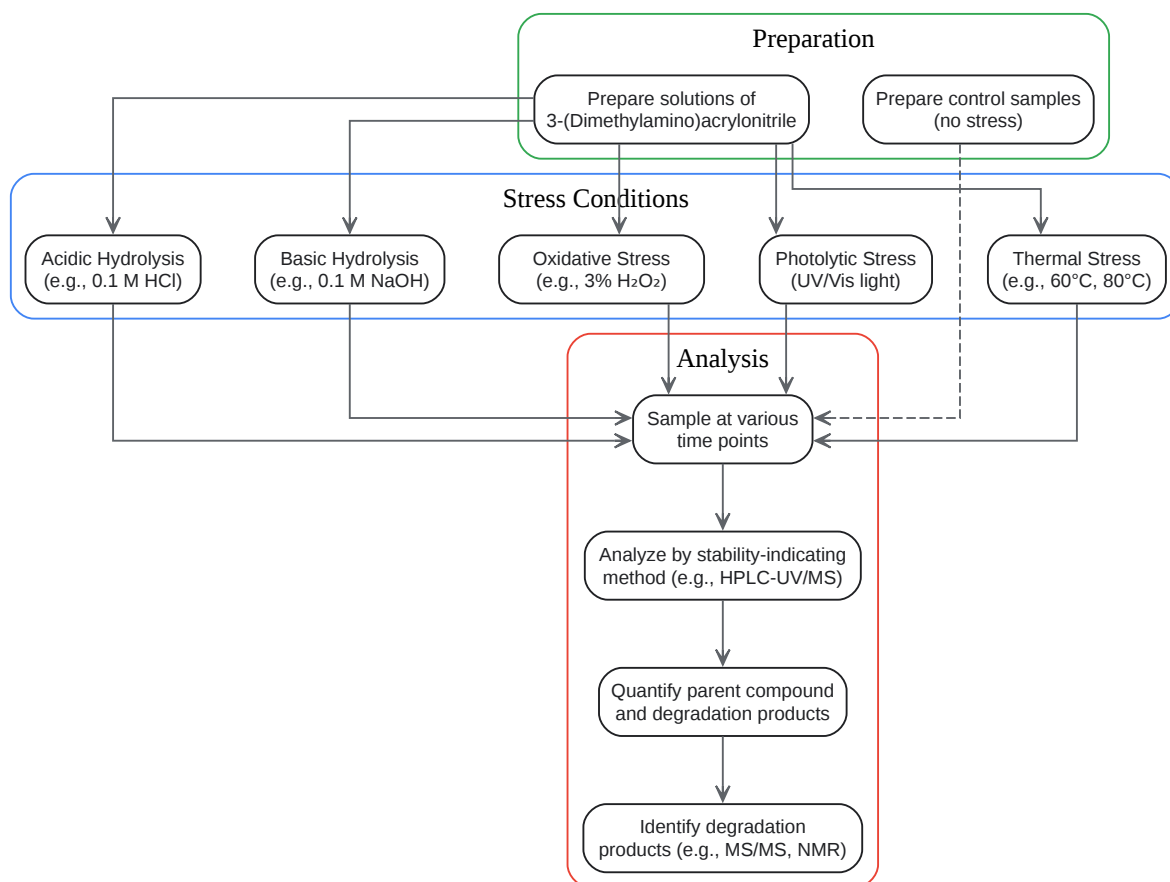 Preparation
Prepare solutions of
3-(Dimethylamino)acrylonitrile
Prepare control samples
(no stress)
Stress Conditions
Acidic Hydrolysis
(e.g., 0.1 M HCl)
Basic Hydrolysis
(e.g., 0.1 M NaOH)
Oxidative Stress
(e.g., 3% H₂O₂)
Photolytic Stress
(UV/Vis light)
Thermal Stress
(e.g., 60°C, 80°C)
Analysis
Sample at various
time points
Analyze by stability-indicating
method (e.g., HPLC-UV/MS)
Quantify parent compound
and degradation products
Identify degradation
products (e.g., MS/MS, NMR)